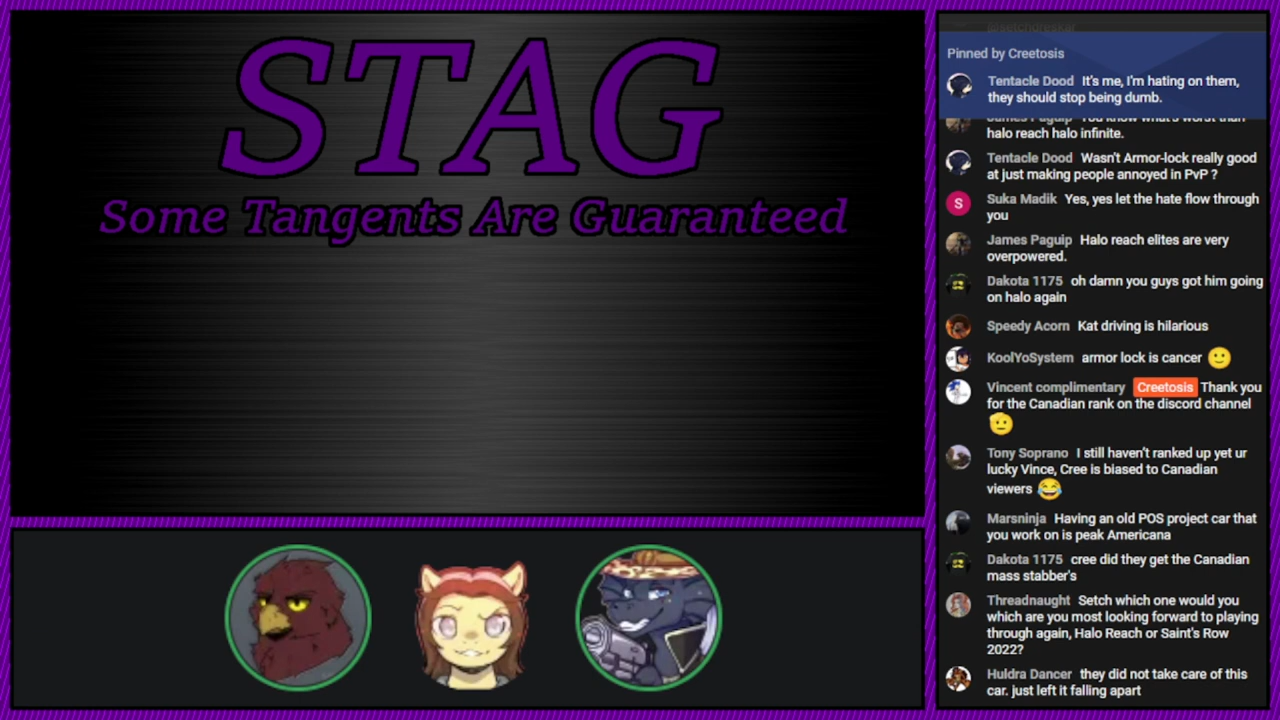 STAG
Some Tangents Are Guaranteed
@setchgreskar
Pinned by Creetosis
Tentacle Dood It's me, I'm hating on them,
they should stop being dumb.
James Paguip You know what's worst than
halo reach halo infinite.
Tentacle Dood Wasn't Armor-lock really good
at just making people annoyed in PvP ?
S
Suka Madik Yes, yes let the hate flow through
you
James Paguip Halo reach elites are very
overpowered.
Dakota 1175 oh damn you guys got him going
on halo again
Speedy Acorn Kat driving is hilarious
KoolYoSystem armor lock is cancer 🙂
Vincent complimentary Creetosis Thank you
for the Canadian rank on the discord channel
🫡
Tony Soprano I still haven't ranked up yet ur
lucky Vince, Cree is biased to Canadian
viewers 😂
Marsninja Having an old POS project car that
you work on is peak Americana
Dakota 1175 cree did they get the Canadian
mass stabber's
Threadnaught Setch which one would you
which are you most looking forward to playing
through again, Halo Reach or Saint's Row
2022?
Huldra Dancer they did not take care of this
car. just left it falling apart